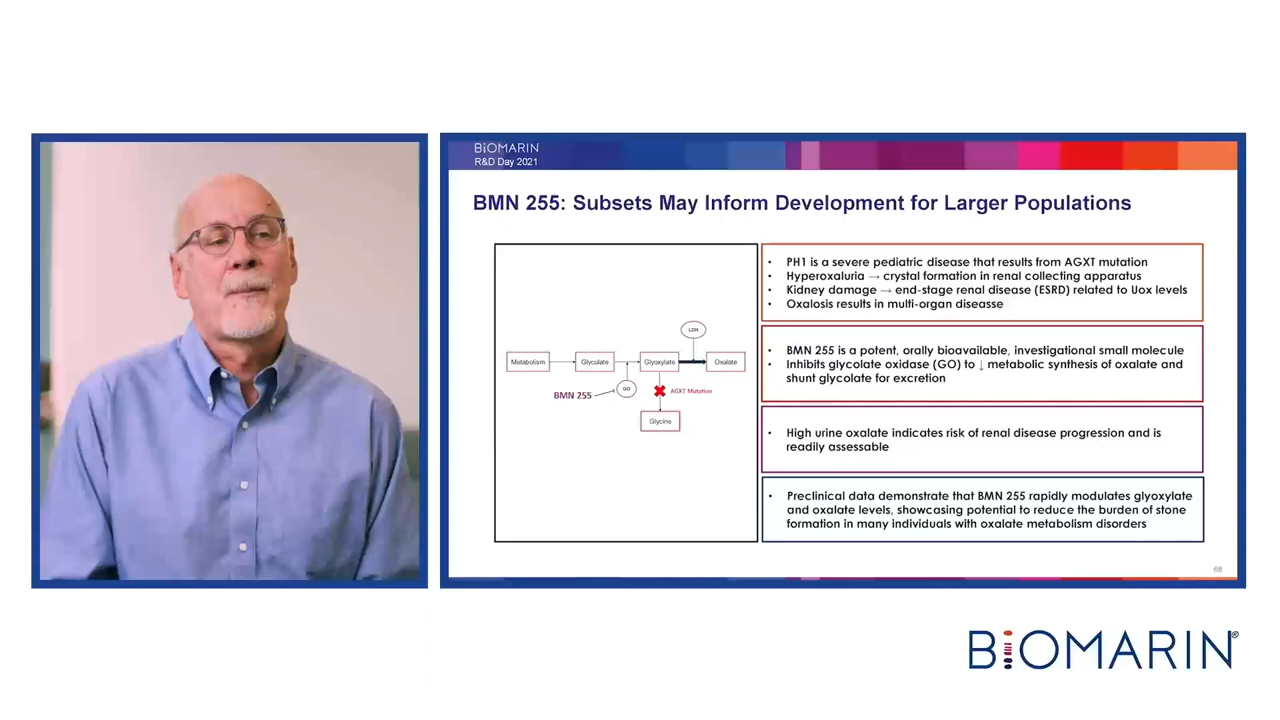 BiOMARIN
R&D Day 2021
BMN 255: Subsets May Inform Development for Larger Populations
LDH
Metabolism
Glycolate
Glyoxylate
Oxalate
GO
BMN 255
AGXT Mutation
Glycine
• PH1 is a severe pediatric disease that results from AGXT mutation
• Hyperoxaluria → crystal formation in renal collecting apparatus
• Kidney damage → end-stage renal disease (ESRD) related to Uox levels
• Oxalosis results in multi-organ diseasse
• BMN 255 is a potent, orally bioavailable, investigational small molecule
• Inhibits glycolate oxidase (GO) to ↓ metabolic synthesis of oxalate and
shunt glycolate for excretion
• High urine oxalate indicates risk of renal disease progression and is
readily assessable
• Preclinical data demonstrate that BMN 255 rapidly modulates glyoxylate
and oxalate levels, showcasing potential to reduce the burden of stone
formation in many individuals with oxalate metabolism disorders
68
BiOMARIN®